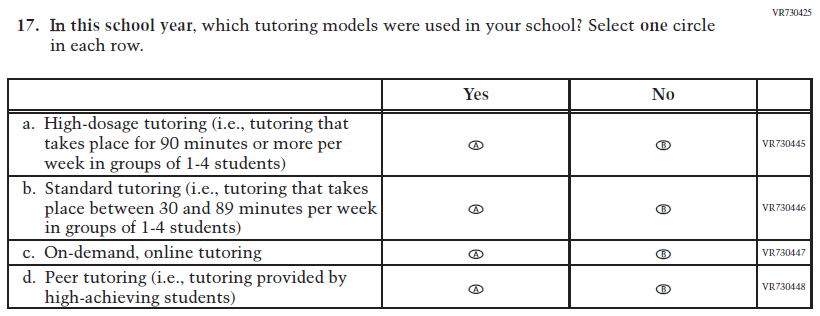 VR730425
17. In this school year, which tutoring models were used in your school? Select one circle
in each row.
Yes No
a. High-dosage tutoring (i.e., tutoring that
takes place for 90 minutes or more per
week in groups of 1-4 students)
A B VR730445
b. Standard tutoring (i.e., tutoring that takes
place between 30 and 89 minutes per week
in groups of 1-4 students)
A B VR730446
c. On-demand, online tutoring A B VR730447
d. Peer tutoring (i.e., tutoring provided by
high-achieving students)
A B VR730448